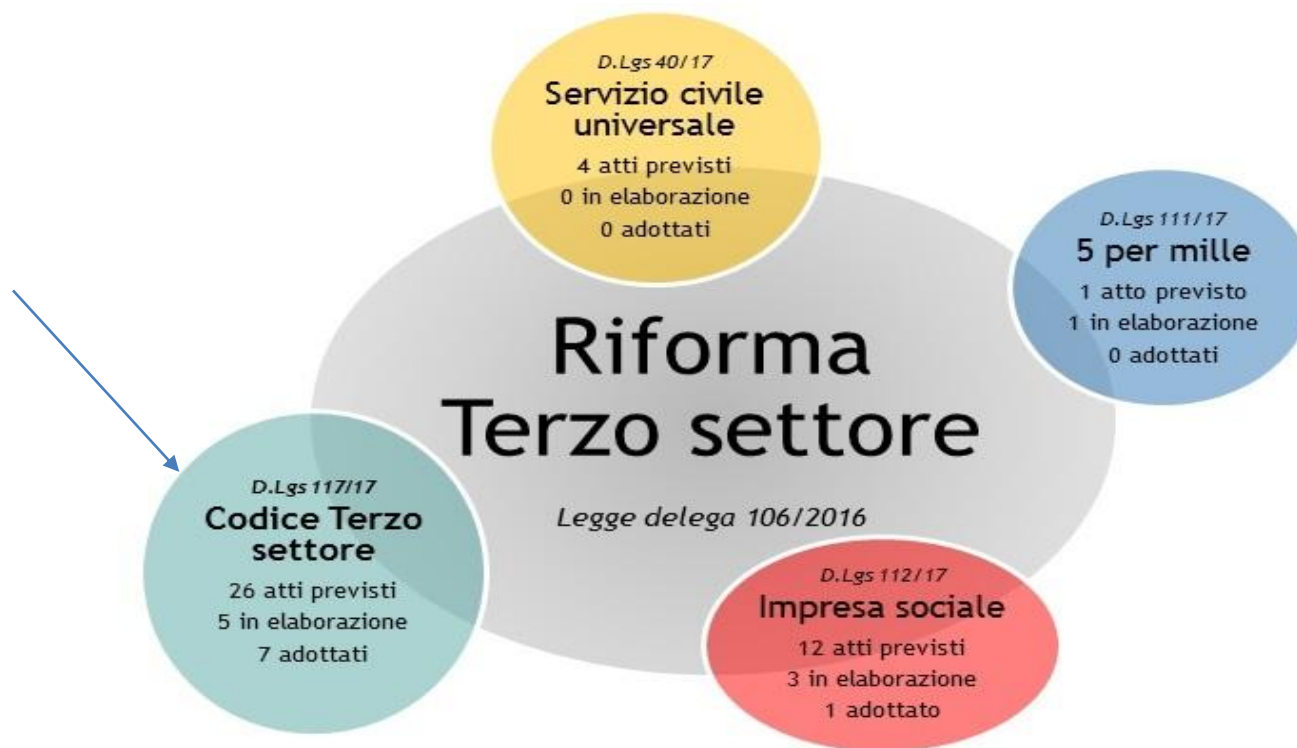 D.Lgs 40/17
Servizio civile
universale
4 atti previsti
0 in elaborazione
0 adottati
D.Lgs 111/17
5 per mille
1 atto previsto
1 in elaborazione
0 adottati
Riforma
Terzo settore
Legge delega 106/2016
D.Lgs 117/17
Codice Terzo
settore
26 atti previsti
5 in elaborazione
7 adottati
D.Lgs 112/17
Impresa sociale
12 atti previsti
3 in elaborazione
1 adottato